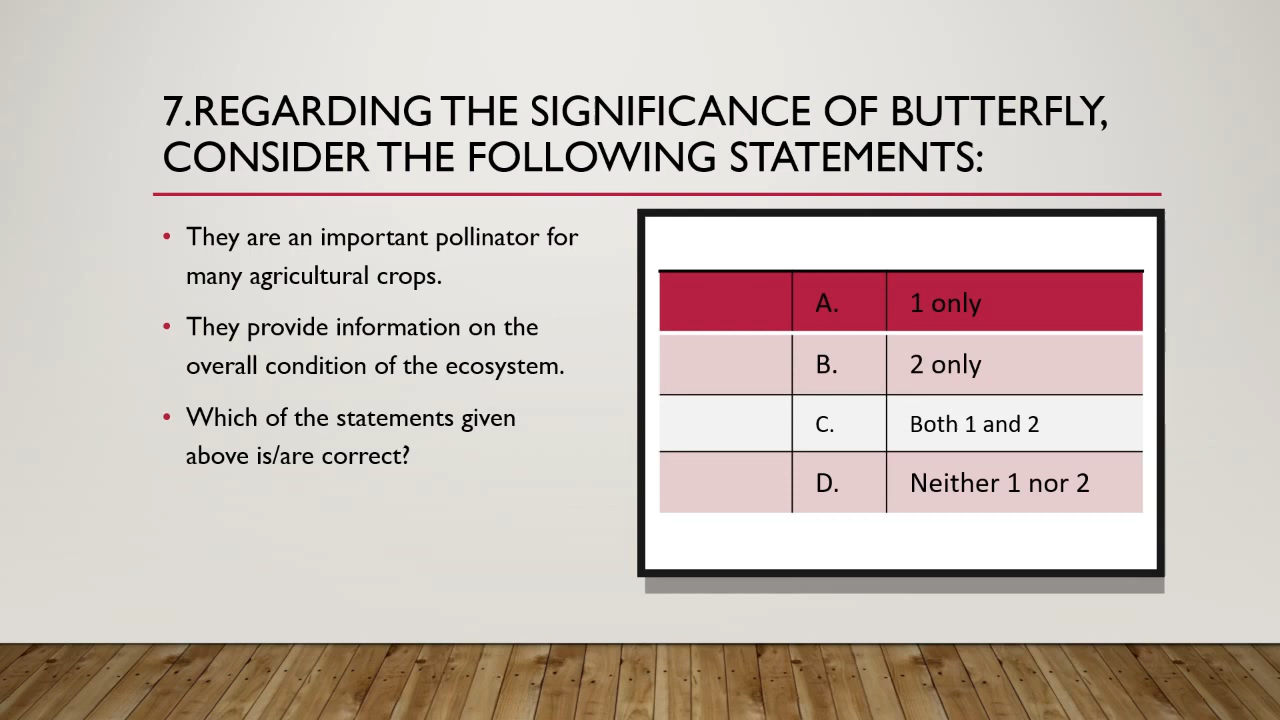 7.REGARDING THE SIGNIFICANCE OF BUTTERFLY,
CONSIDER THE FOLLOWING STATEMENTS:
• They are an important pollinator for
many agricultural crops.
• They provide information on the
overall condition of the ecosystem.
• Which of the statements given
above is/are correct?
A. 1 only
B. 2 only
C. Both 1 and 2
D. Neither 1 nor 2